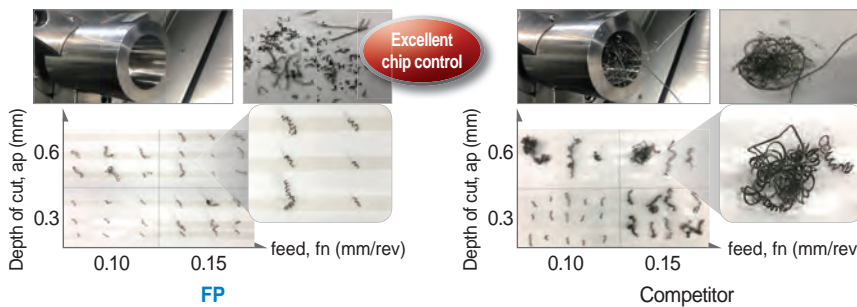 Excellent
chip control
Depth of cut, ap (mm)
0.6
0.3
0.10
0.15
feed, fn (mm/rev)
FP
Depth of cut, ap (mm)
0.6
0.3
0.10
0.15
feed, fn (mm/rev)
Competitor